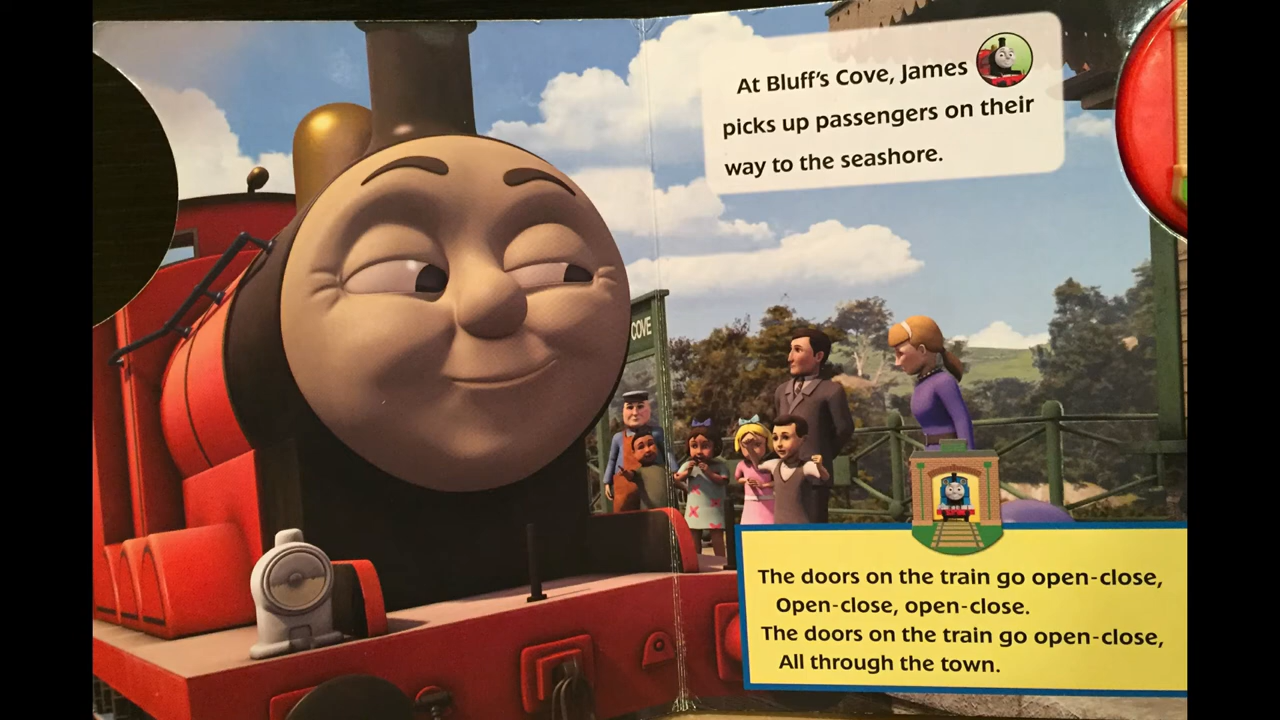 At Bluff's Cove, James
picks up passengers on their
way to the seashore.
COVE
The doors on the train go open-close,
Open-close, open-close.
The doors on the train go open-close,
All through the town.